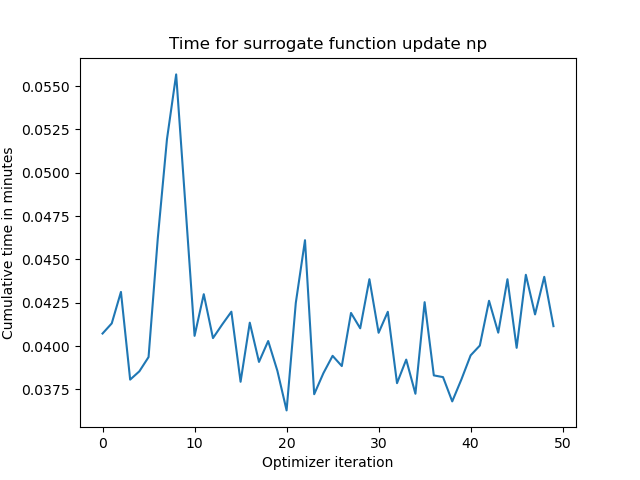 Time for surrogate function update np
Cumulative time in minutes
0.0550
0.0525
0.0500
0.0475
0.0450
0.0425
0.0400
0.0375
0 10 20 30 40 50
Optimizer iteration